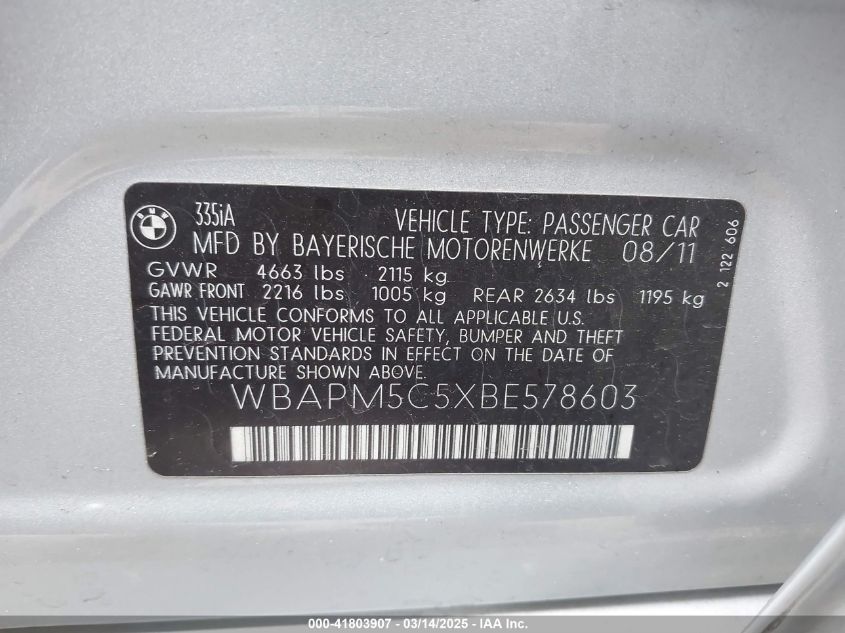 BMW
335iA
VEHICLE TYPE: PASSENGER CAR
MFD BY BAYERISCHE MOTORENWERKE 08/11
GVWR 4663 lbs 2115 kg
GAWR FRONT 2216 lbs 1005 kg REAR 2634 lbs 1195 kg
THIS VEHICLE CONFORMS TO ALL APPLICABLE U.S.
FEDERAL MOTOR VEHICLE SAFETY, BUMPER AND THEFT
PREVENTION STANDARDS IN EFFECT ON THE DATE OF
MANUFACTURE SHOWN ABOVE.
WBAPM5C5XBE578603
2 122 606
000-41803907 - 03/14/2025 - IAA Inc.